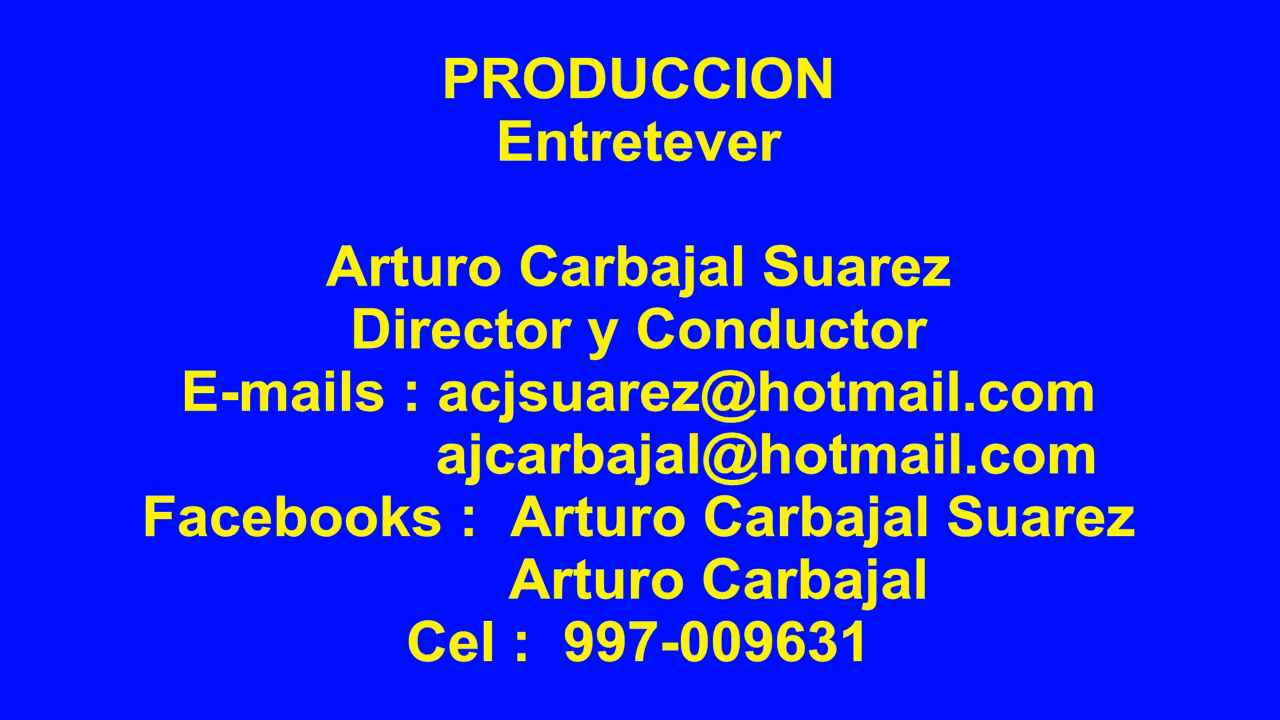 PRODUCCION
Entretever
Arturo Carbajal Suarez
Director y Conductor
E-mails : acjsuarez@hotmail.com
ajcarbajal@hotmail.com
Facebooks : Arturo Carbajal Suarez
Arturo Carbajal
Cel : 997-009631